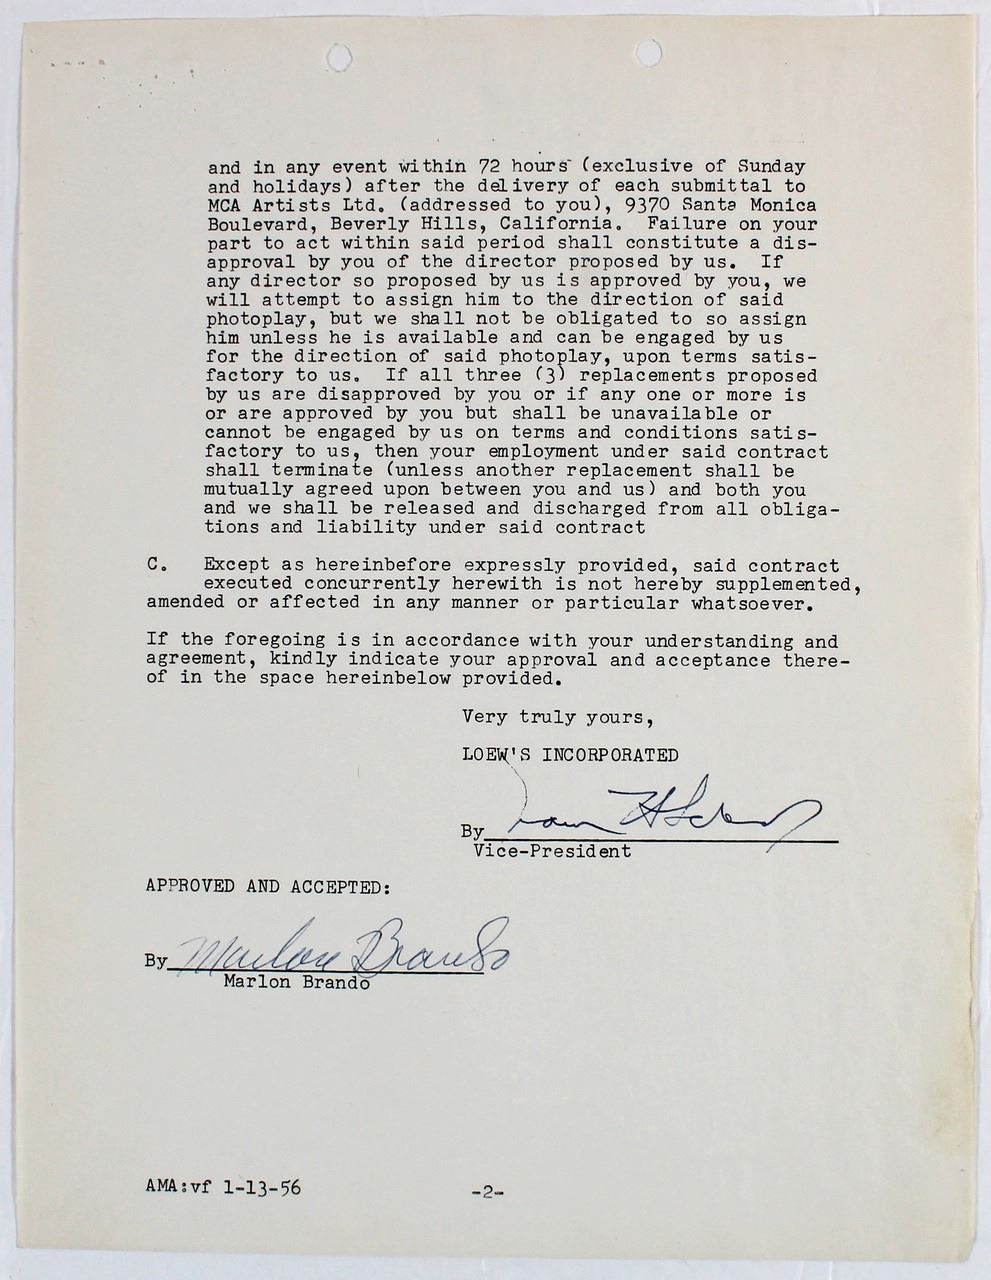 and in any event within 72 hours (exclusive of Sunday
and holidays) after the delivery of each submittal to
MCA Artists Ltd. (addressed to you), 9370 Santa Monica
Boulevard, Beverly Hills, California.  Failure on your
part to act within said period shall constitute a dis-
approval by you of the director proposed by us.  If
any director so proposed by us is approved by you, we
will attempt to assign him to the direction of said
photoplay, but we shall not be obligated to so assign
him unless he is available and can be engaged by us
for the direction of said photoplay, upon terms satis-
factory to us.  If all three (3) replacements proposed
by us are disapproved by you or if any one or more is
or are approved by you but shall be unavailable or
cannot be engaged by us on terms and conditions satis-
factory to us, then your employment under said contract
shall terminate (unless another replacement shall be
mutually agreed upon between you and us) and both you
and we shall be released and discharged from all obliga-
tions and liability under said contract
C.   Except as hereinbefore expressly provided, said contract
executed concurrently herewith is not hereby supplemented,
amended or affected in any manner or particular whatsoever.
If the foregoing is in accordance with your understanding and
agreement, kindly indicate your approval and acceptance there-
of in the space hereinbelow provided.
Very truly yours,
LOEW'S INCORPORATED
By
Vice-President
APPROVED AND ACCEPTED:
By Marlon Brando
Marlon Brando
AMA:vf 1-13-56
-2-